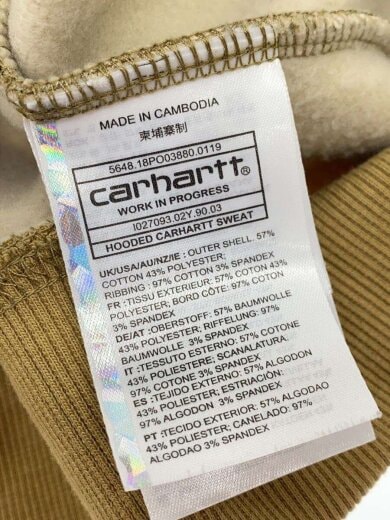 MADE IN CAMBODIA
柬埔寨制
5648.18PO03880.0119
carhartt®
WORK IN PROGRESS
I027093.02Y.90.03
HOODED CARHARTT SWEAT
UK/USA/AU/NZ/IE : OUTER SHELL: 57%
COTTON 43% POLYESTER;
RIBBING : 97% COTTON 3% SPANDEX
FR : TISSU EXTERIEUR: 57% COTON 43%
POLYESTER; BORD CÔTE: 97% COTON
3% SPANDEX
DE/AT :OBERSTOFF: 57% BAUMWOLLE
43% POLYESTER; RIFFELUNG: 97%
BAUMWOLLE 3% SPANDEX
IT : TESSUTO ESTERNO: 57% COTONE
43% POLIESTERE; SCANALATURA:
97% COTONE 3% SPANDEX
ES : TEJIDO EXTERNO: 57% ALGODON
43% POLIÉSTER; ESTRIACIÓN:
97% ALGODON 3% SPANDEX
PT : TECIDO EXTERIOR: 57% ALGODAO
43% POLIÉSTER; CANELADO: 97%
ALGODÃO 3% SPANDEX